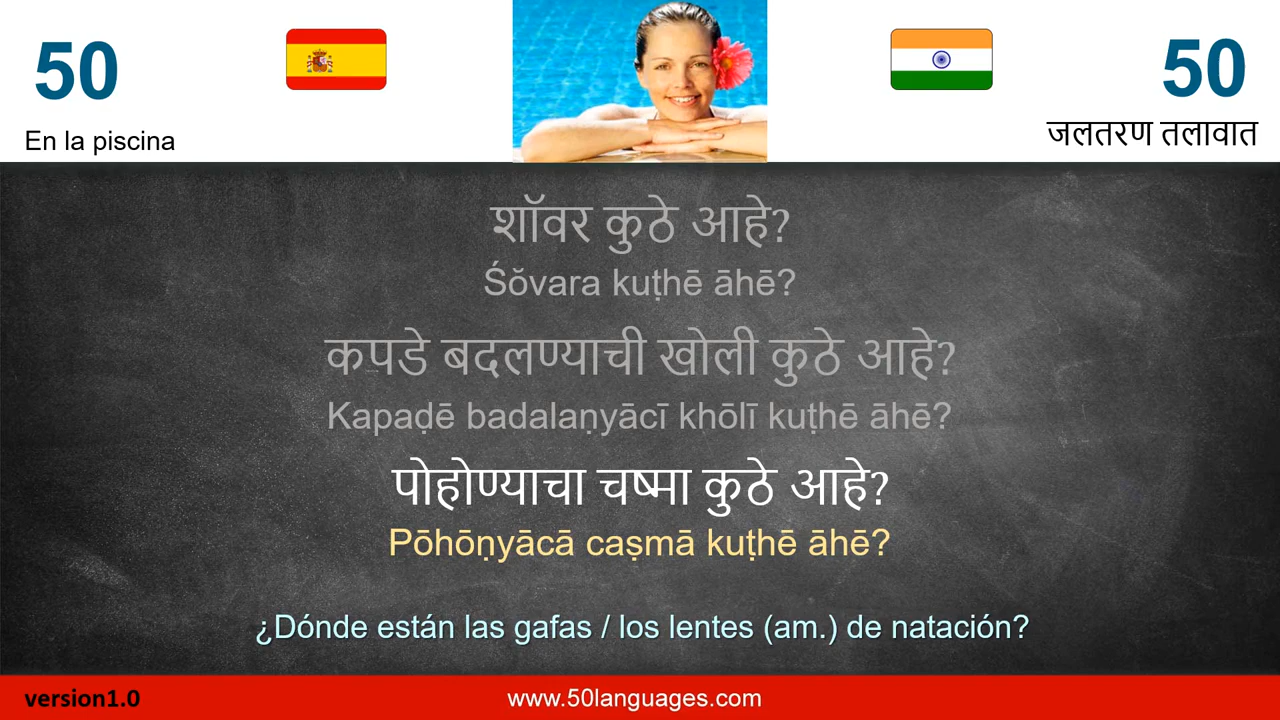 50
50
En la piscina
जलतरण तलावात
शॉवर कुठे आहे?
Śŏvara kuṭhē āhē?
कपडे बदलण्याची खोली कुठे आहे?
Kapaḍē badalaṇyācī khōlī kuṭhē āhē?
पोहोण्याचा चष्मा कुठे आहे?
Pōhōṇyācā caṣmā kuṭhē āhē?
¿Dónde están las gafas / los lentes (am.) de natación?
version1.0
www.50languages.com